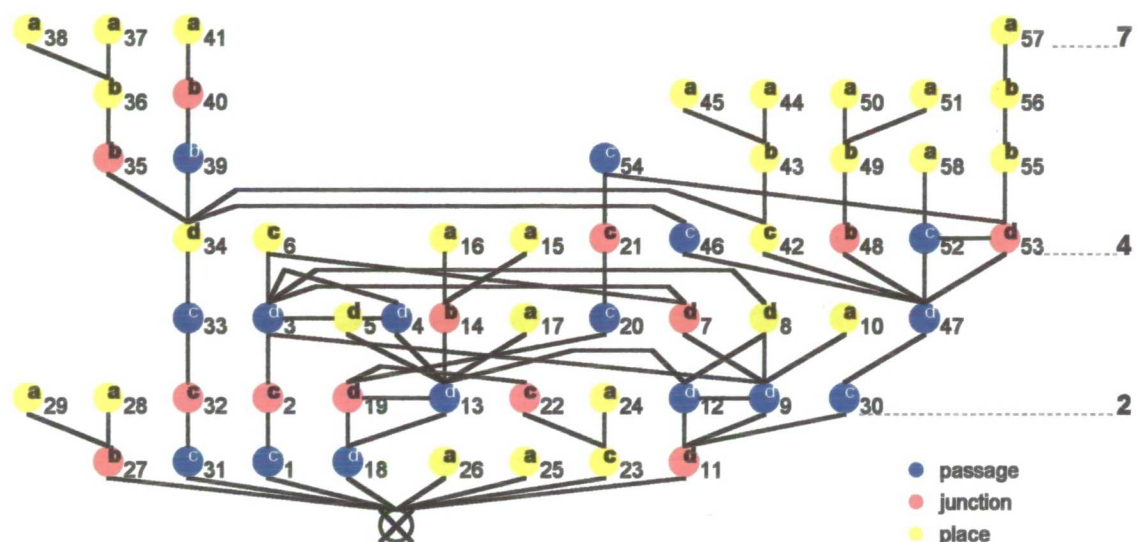 a 38 a 37 a 41 a 57 7
b 36 b 40 a 45 a 44 a 50 a 51 b 56
b 35 b 39 c 54 b 43 b 49 a 58 b 55
d 34 c 6 a 16 a 15 c 21 c 46 c 42 b 48 c 52 d 53 4
c 33 d 3 d 5 d 4 b 14 a 17 c 20 d 7 d 8 a 10 d 47
a 29 a 28 c 32 c 2 d 19 d 13 c 22 a 24 d 12 d 9 c 30 2
b 27 c 31 c 1 d 18 a 26 a 25 c 23 d 11
passage
junction
place